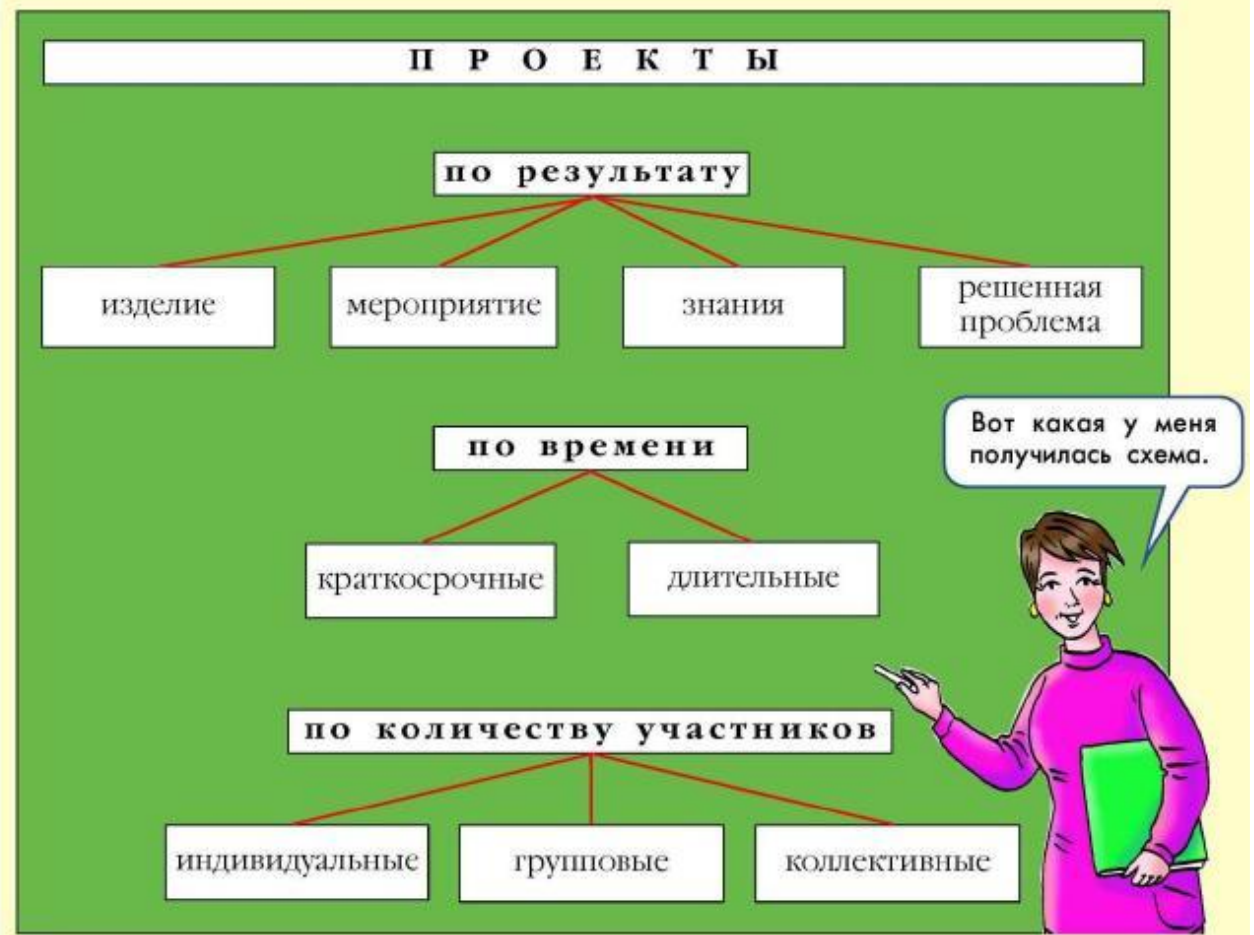 ПРОЕКТЫ
по результату
изделие
мероприятие
знания
решенная
проблема
Вот какая у меня
получилась схема.
по времени
краткосрочные
длительные
по количеству участников
индивидуальные
групповые
коллективные